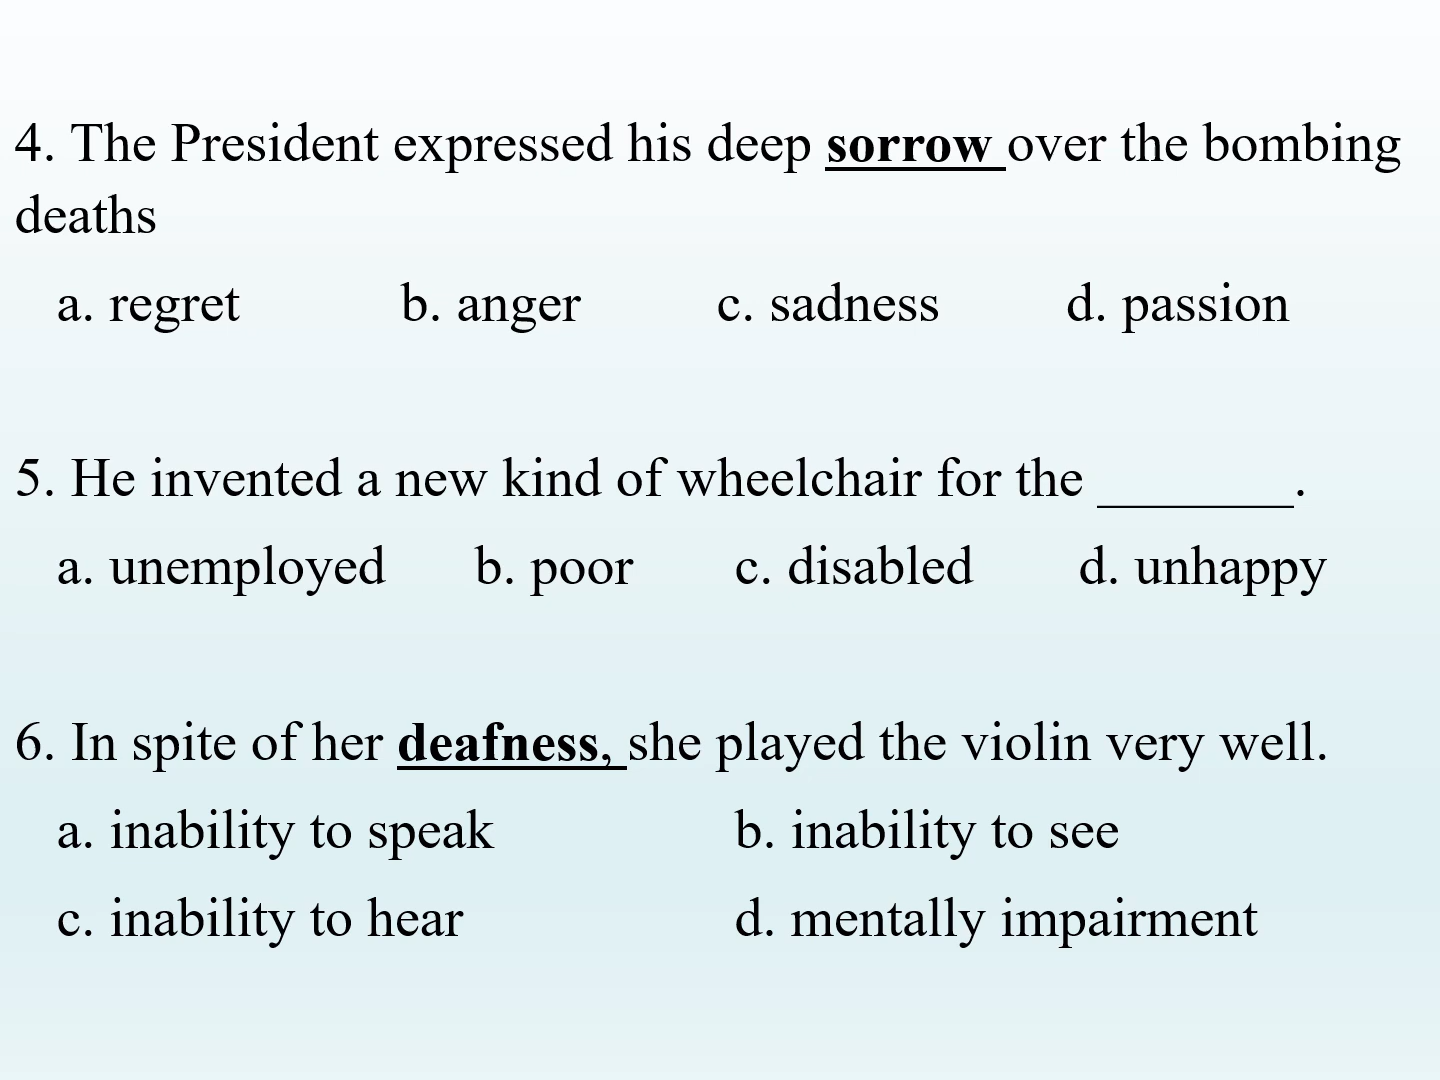 4. The President expressed his deep sorrow over the bombing
deaths
a. regret b. anger c. sadness d. passion
5. He invented a new kind of wheelchair for the _______.
a. unemployed b. poor c. disabled d. unhappy
6. In spite of her deafness, she played the violin very well.
a. inability to speak b. inability to see
c. inability to hear d. mentally impairment